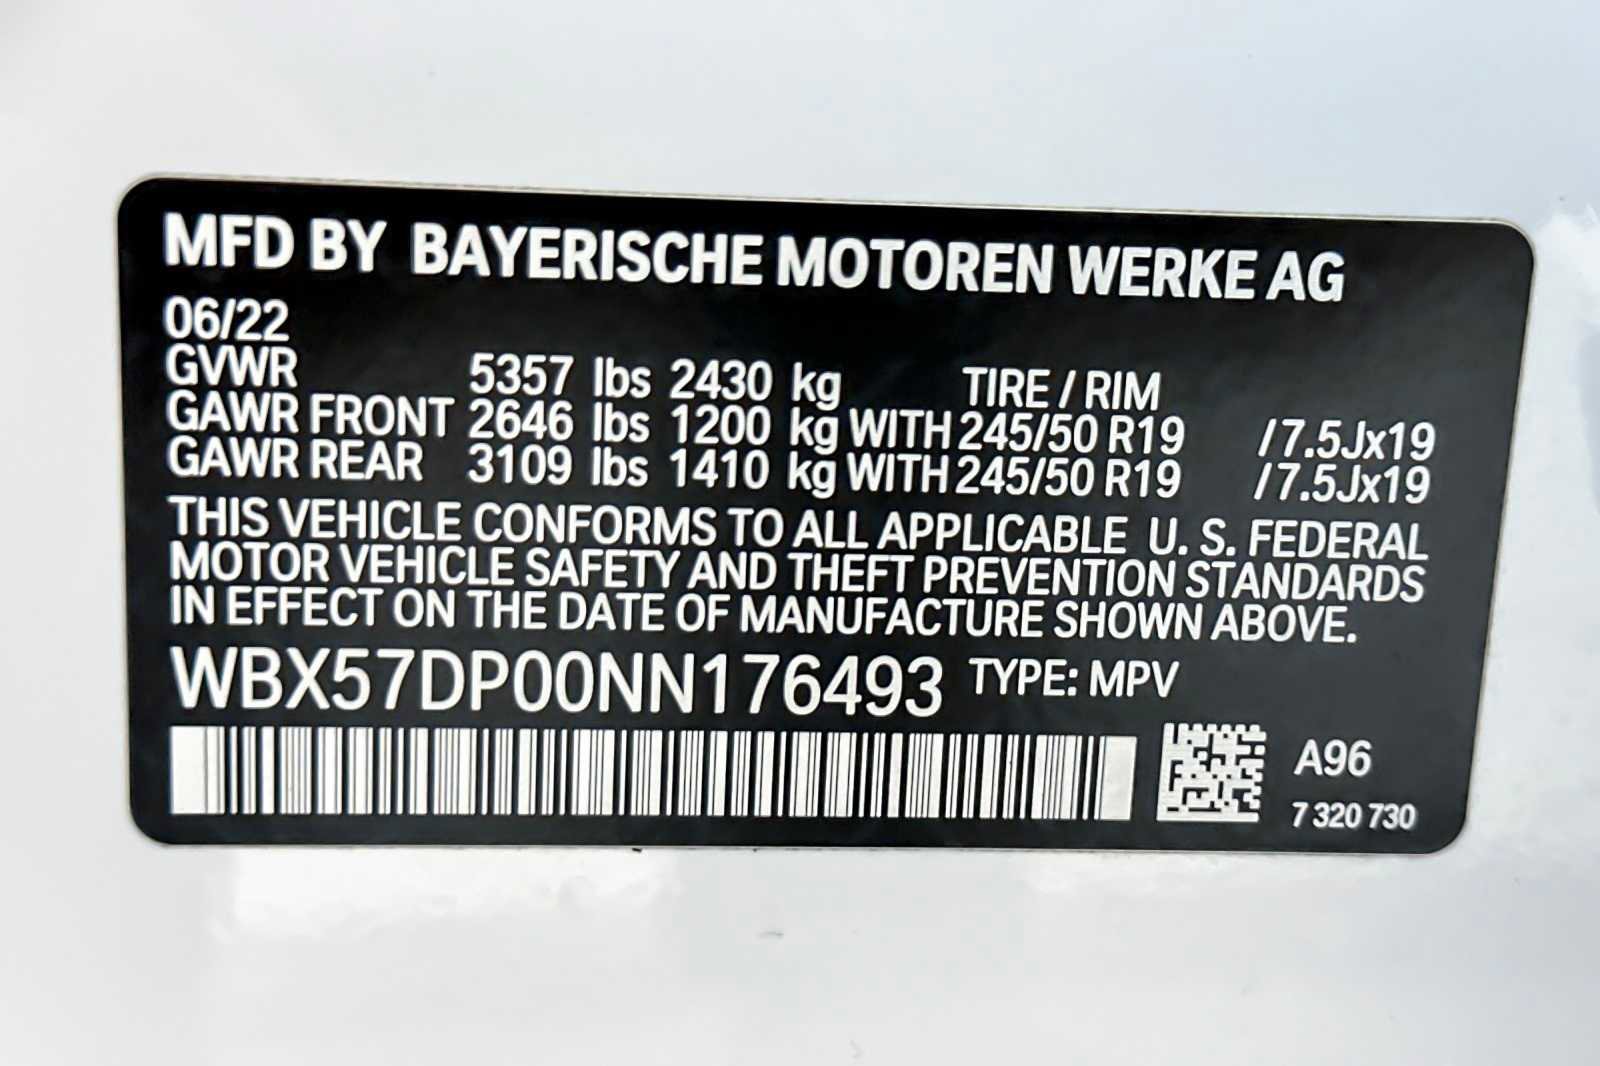 MFD BY BAYERISCHE MOTOREN WERKE AG
06/22
GVWR 5357 lbs 2430 kg TIRE / RIM
GAWR FRONT 2646 lbs 1200 kg WITH 245/50 R19 /7.5Jx19
GAWR REAR 3109 lbs 1410 kg WITH 245/50 R19 /7.5Jx19
THIS VEHICLE CONFORMS TO ALL APPLICABLE U. S. FEDERAL
MOTOR VEHICLE SAFETY AND THEFT PREVENTION STANDARDS
IN EFFECT ON THE DATE OF MANUFACTURE SHOWN ABOVE.
WBX57DP00NN176493 TYPE: MPV
A96
7 320 730